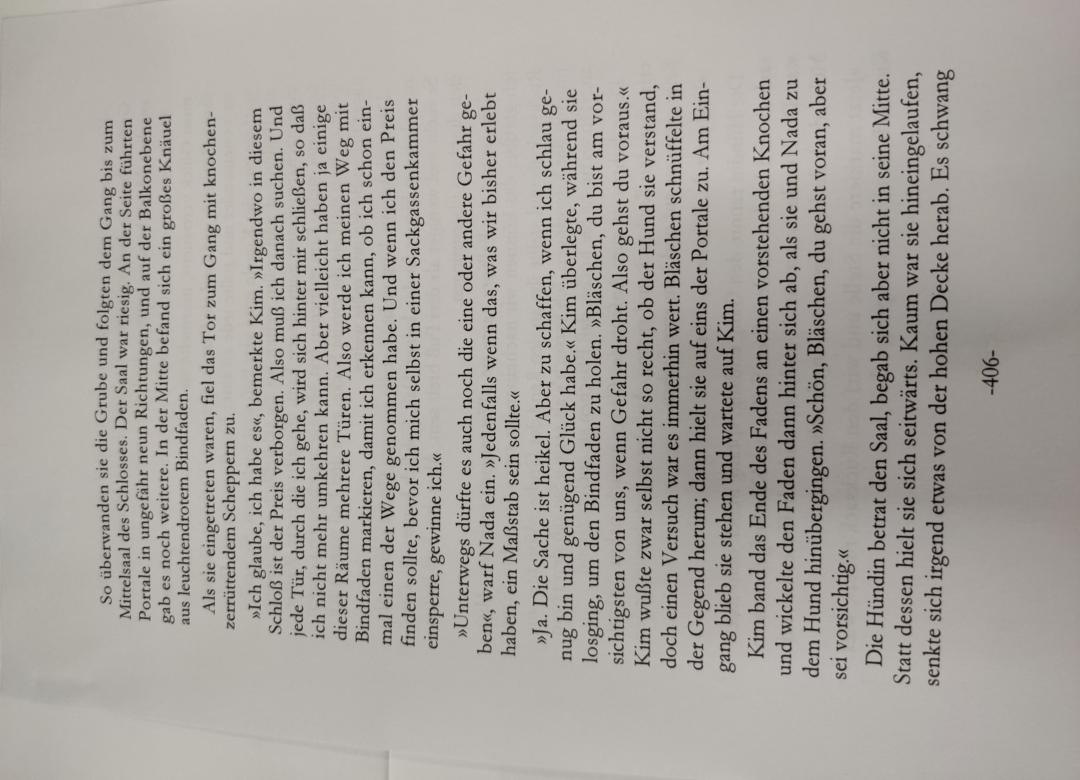 So überwanden sie die Grube und folgten dem Gang bis zum
Mittelsaal des Schlosses. Der Saal war riesig. An der Seite führten
Portale in ungefähr neun Richtungen, und auf der Balkonebene
gab es noch weitere. In der Mitte befand sich ein großes Knäuel
aus leuchtendrotem Bindfaden.
Als sie eingetreten waren, fiel das Tor zum Gang mit knochen-
zerrüttendem Scheppern zu.
»Ich glaube, ich habe es«, bemerkte Kim. »Irgendwo in diesem
Schloß ist der Preis verborgen. Also muß ich danach suchen. Und
jede Tür, durch die ich gehe, wird sich hinter mir schließen, so daß
ich nicht mehr umkehren kann. Aber vielleicht haben ja einige
dieser Räume mehrere Türen. Also werde ich meinen Weg mit
Bindfaden markieren, damit ich erkennen kann, ob ich schon ein-
mal einen der Wege genommen habe. Und wenn ich den Preis
finden sollte, bevor ich mich selbst in einer Sackgassenkammer
einsperre, gewinne ich.«
»Unterwegs dürfte es auch noch die eine oder andere Gefahr ge-
ben«, warf Nada ein. »Jedenfalls wenn das, was wir bisher erlebt
haben, ein Maßstab sein sollte.«
»Ja. Die Sache ist heikel. Aber zu schaffen, wenn ich schlau ge-
nug bin und genügend Glück habe.« Kim überlegte, während sie
losging, um den Bindfaden zu holen. »Bläschen, du bist am vor-
sichtigsten von uns, wenn Gefahr droht. Also gehst du voraus.«
Kim wußte zwar selbst nicht so recht, ob der Hund sie verstand,
doch einen Versuch war es immerhin wert. Bläschen schnüffelte in
der Gegend herum; dann hielt sie auf eins der Portale zu. Am Ein-
gang blieb sie stehen und wartete auf Kim.
Kim band das Ende des Fadens an einen vorstehenden Knochen
und wickelte den Faden dann hinter sich ab, als sie und Nada zu
dem Hund hinübergingen. »Schön, Bläschen, du gehst voran, aber
sei vorsichtig.«
Die Hündin betrat den Saal, begab sich aber nicht in seine Mitte.
Statt dessen hielt sie sich seitwärts. Kaum war sie hineingelaufen,
senkte sich irgend etwas von der hohen Decke herab. Es schwang
-406-